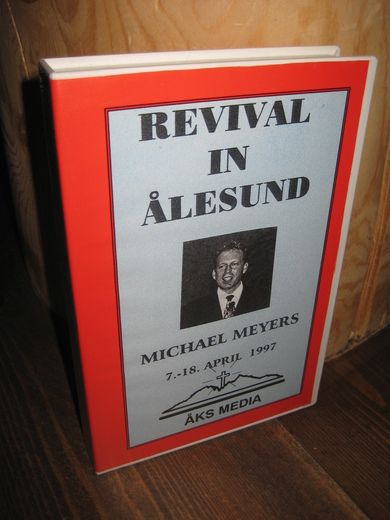 REVIVAL
IN
ÅLESUND
MICHAEL MEYERS
7.-18. APRIL 1997
ÅKS MEDIA